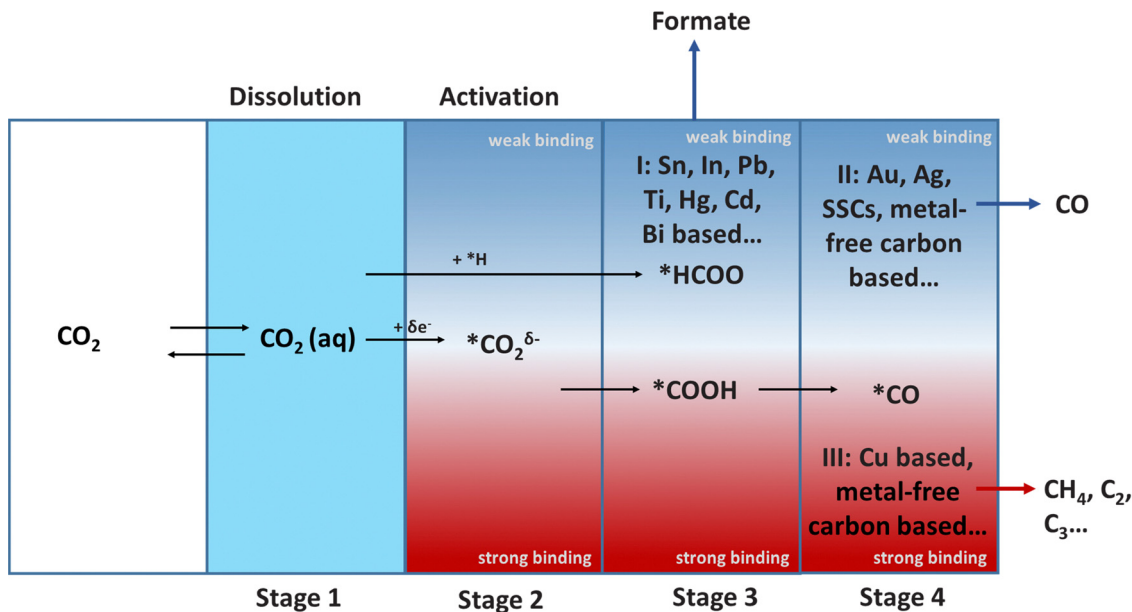 Formate
Dissolution
Activation
weak binding
weak binding
weak binding
I: Sn, In, Pb,
Ti, Hg, Cd,
Bi based...
II: Au, Ag,
SSCs, metal-
free carbon
based...
CO
+ *H
*HCOO
CO₂
CO₂ (aq)
+ δe⁻
*CO₂^δ-
*COOH
*CO
III: Cu based,
metal-free
carbon based...
CH₄, C₂,
C₃...
strong binding
strong binding
strong binding
Stage 1
Stage 2
Stage 3
Stage 4